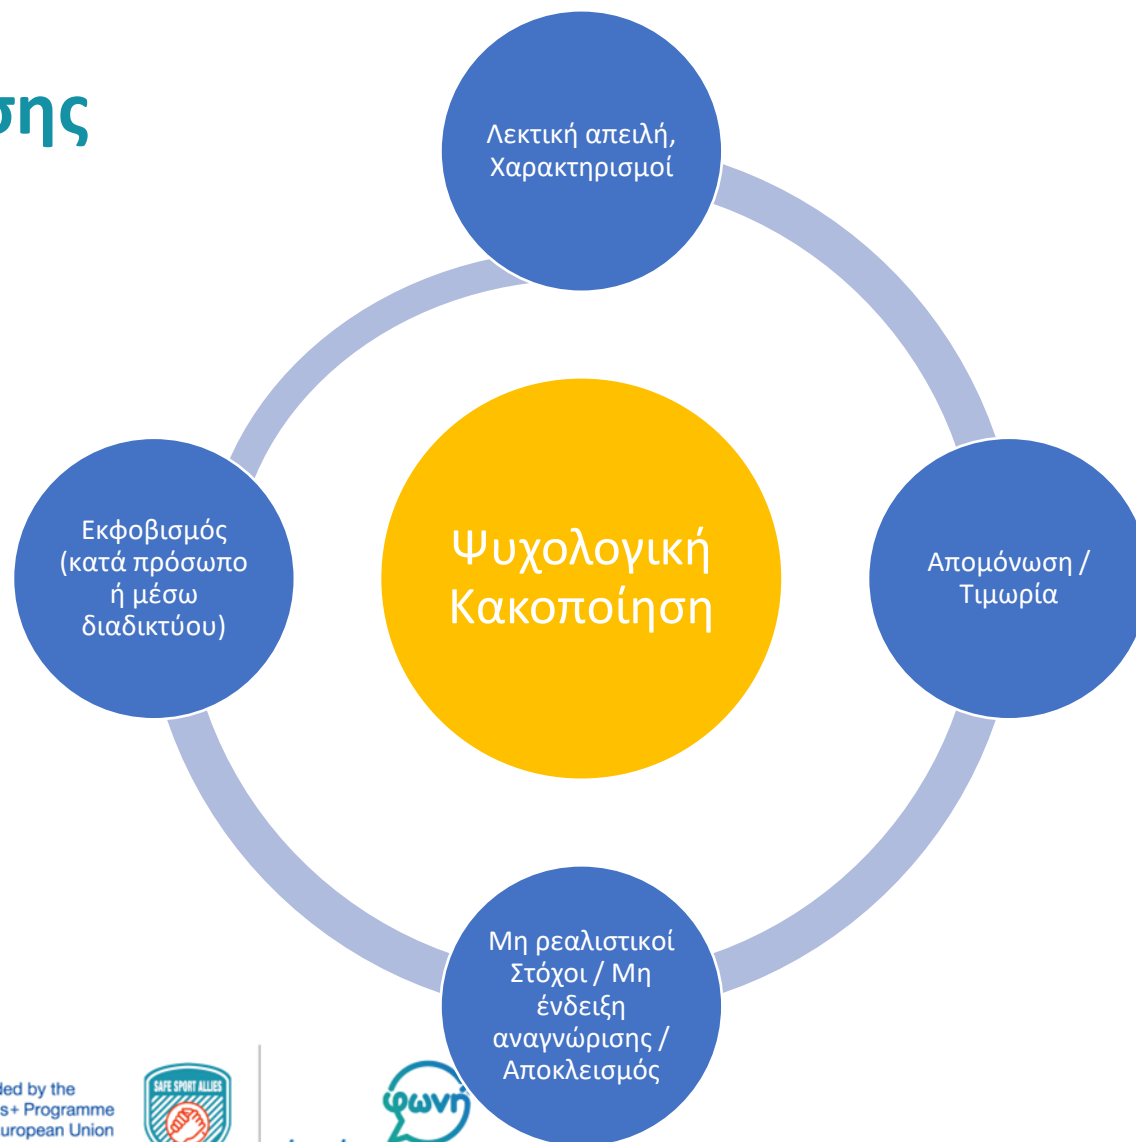 σης
Λεκτική απειλή,
Χαρακτηρισμοί
Εκφοβισμός
(κατά πρόσωπο
ή μέσω
διαδικτύου)
Ψυχολογική
Κακοποίηση
Απομόνωση /
Τιμωρία
Μη ρεαλιστικοί
Στόχοι / Μη
ένδειξη
αναγνώρισης /
Αποκλεισμός
ded by the
s+ Programme
uropean Union
SAFE SPORT ALLIES
φωνή